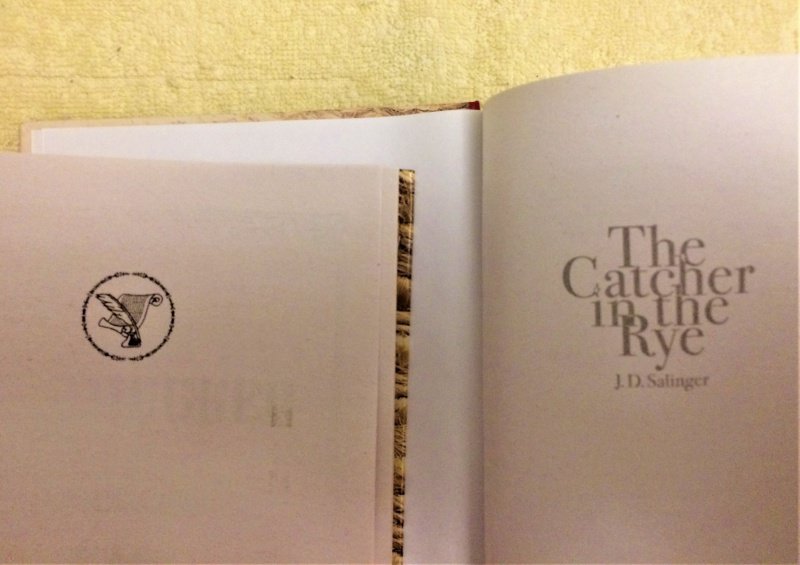 The
Catcher
in the
Rye
J. D. Salinger